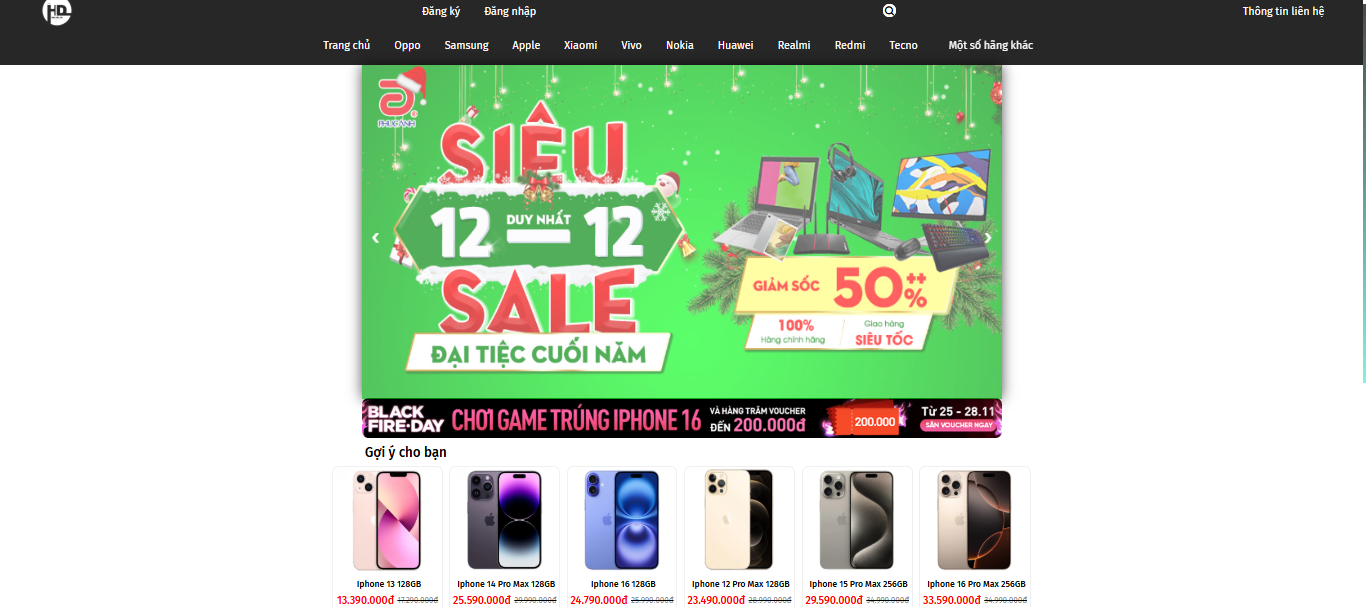 HD
Đăng ký Đăng nhập Thông tin liên hệ
Trang chủ Oppo Samsung Apple Xiaomi Vivo Nokia Huawei Realmi Redmi Tecno Một số hãng khác
PHUCANH
SIÊU
12 DUY NHẤT 12
SALE
ĐẠI TIỆC CUỐI NĂM
GIẢM SỐC 50++%
100%
Hàng chính hãng
Giao hàng
SIÊU TỐC
BLACK
FIRE·DAY
CHƠI GAME TRÚNG IPHONE 16
VÀ HÀNG TRĂM VOUCHER
ĐẾN 200.000đ
200.000
Từ 25 - 28.11
SĂN VOUCHER NGAY
Gợi ý cho bạn
Iphone 13 128GB
13.390.000đ 17.290.000đ
Iphone 14 Pro Max 128GB
25.590.000đ 29.990.000đ
Iphone 16 128GB
24.790.000đ 25.990.000đ
Iphone 12 Pro Max 128GB
23.490.000đ 28.990.000đ
Iphone 15 Pro Max 256GB
29.590.000đ 34.990.000đ
Iphone 16 Pro Max 256GB
33.590.000đ 34.990.000đ